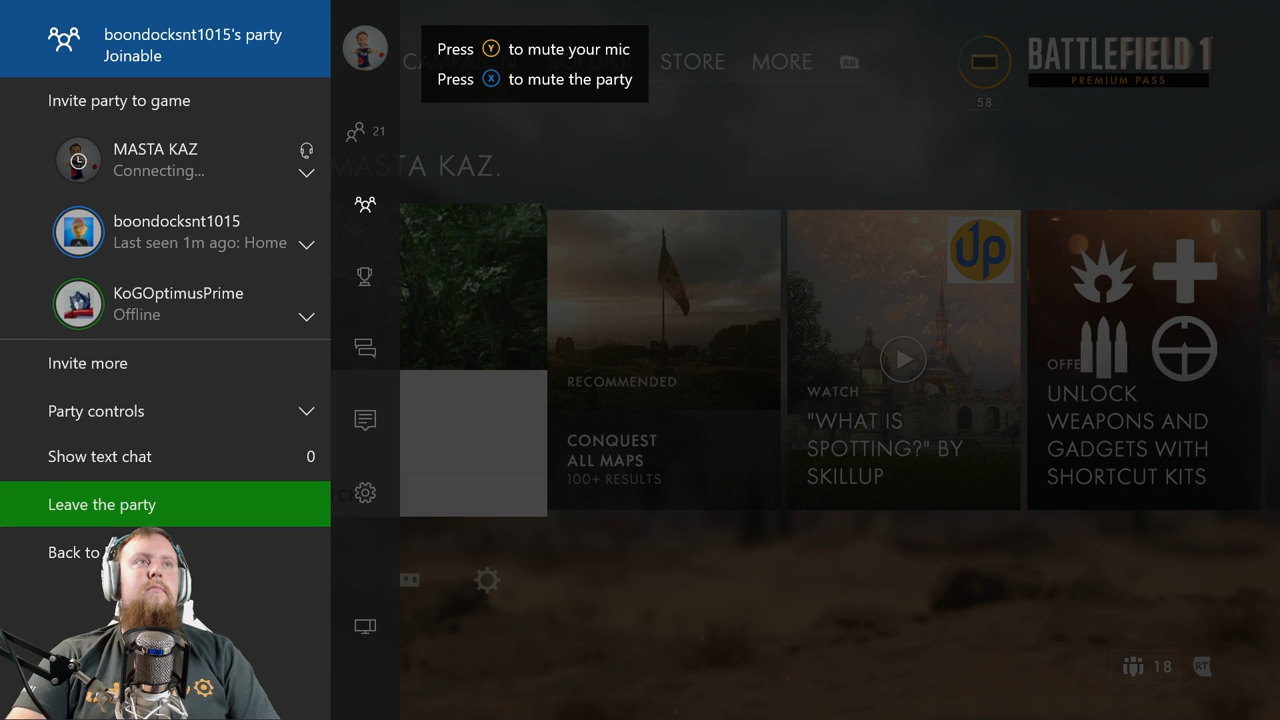 boondocksnt1015's party
Joinable
Invite party to game
MASTA KAZ
Connecting...
boondocksnt1015
Last seen 1m ago: Home
KoGOptimusPrime
Offline
Invite more
Party controls
Show text chat 0
Leave the party
Back to
21
Press Y to mute your mic
Press X to mute the party
STORE MORE
58
BATTLEFIELD 1
PREMIUM PASS
MASTA KAZ.
RECOMMENDED
CONQUEST
ALL MAPS
100+ RESULTS
Up
WATCH
"WHAT IS
SPOTTING?" BY
SKILLUP
OFFER
UNLOCK
WEAPONS AND
GADGETS WITH
SHORTCUT KITS
18
RT